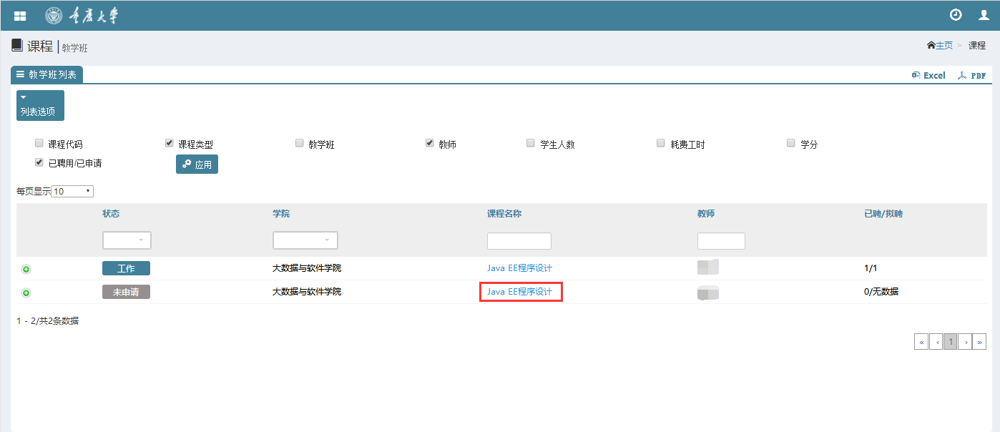 重庆大学
课程 | 教学班
主页 > 课程
教学班列表
Excel PDF
列表选项
课程代码 课程类型 教学班 教师 学生人数 耗费工时 学分
已聘用/已申请 应用
每页显示 10
状态 学院 课程名称 教师 已聘/拟聘
工作 大数据与软件学院 Java EE程序设计 1/1
未申请 大数据与软件学院 Java EE程序设计 0/无数据
1 - 2/共2条数据
« ‹ 1 › »